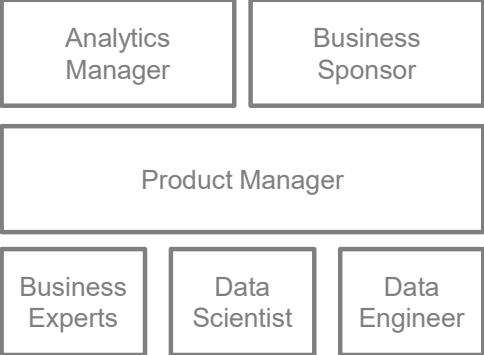 Analytics
Manager
Business
Sponsor
Product Manager
Business
Experts
Data
Scientist
Data
Engineer